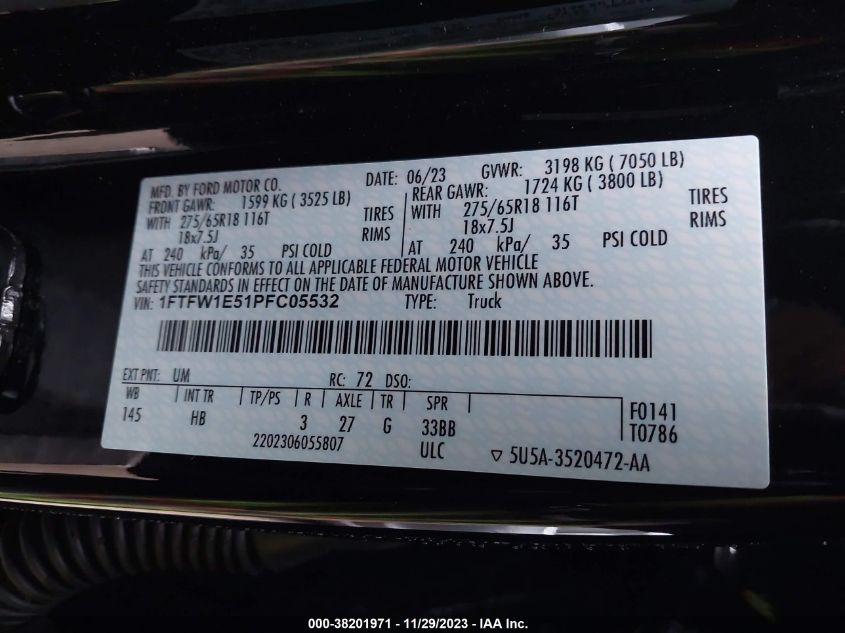 MFD. BY FORD MOTOR CO. DATE: 06/23 GVWR: 3198 KG ( 7050 LB)
FRONT GAWR: 1599 KG ( 3525 LB) REAR GAWR: 1724 KG ( 3800 LB)
WITH 275/65R18 116T TIRES WITH 275/65R18 116T TIRES
18x7.5J RIMS 18x7.5J RIMS
AT 240 kPa/ 35 PSI COLD AT 240 kPa/ 35 PSI COLD
THIS VEHICLE CONFORMS TO ALL APPLICABLE FEDERAL MOTOR VEHICLE
SAFETY STANDARDS IN EFFECT ON THE DATE OF MANUFACTURE SHOWN ABOVE.
VIN: 1FTFW1E51PFC05532 TYPE: Truck
EXT PNT: UM RC: 72 DSO:
WB INT TR TP/PS R AXLE TR SPR F0141
145 HB 3 27 G 33BB T0786
2202306055807 ULC ▽ 5U5A-3520472-AA
000-38201971 - 11/29/2023 - IAA Inc.